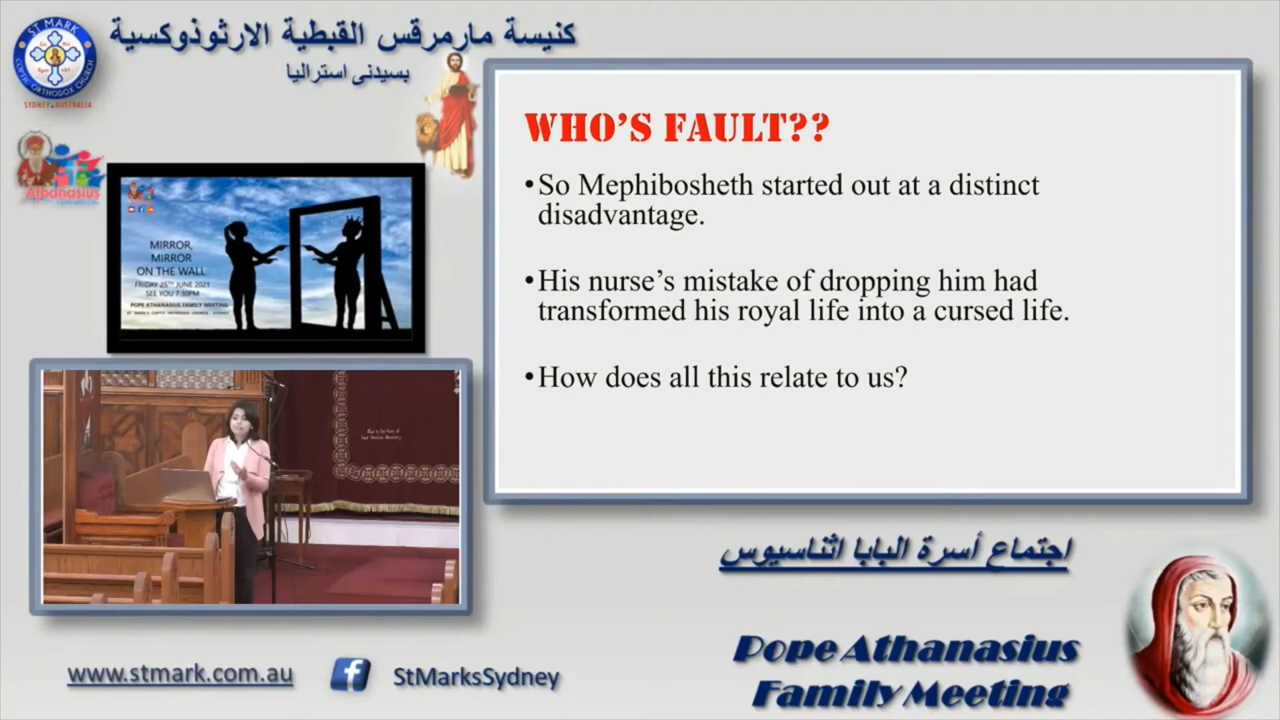 كنيسة مارمرقس القبطية الارثوذوكسية
بسيدنى استراليا
ST MARK
COPTIC ORTHODOX CHURCH
SYDNEY AUSTRALIA
Athanasius
MIRROR,
MIRROR
ON THE WALL
FRIDAY 25TH JUNE 2021
SEE YOU 7:30PM
POPE ATHANASIUS FAMILY MEETING
ST MARK'S COPTIC ORTHODOX CHURCH - SYDNEY
WHO'S FAULT??
•So Mephibosheth started out at a distinct
disadvantage.
•His nurse's mistake of dropping him had
transformed his royal life into a cursed life.
•How does all this relate to us?
اجتماع أسرة البابا اثناسيوس
Pope Athanasius
Family Meeting
www.stmark.com.au
StMarksSydney